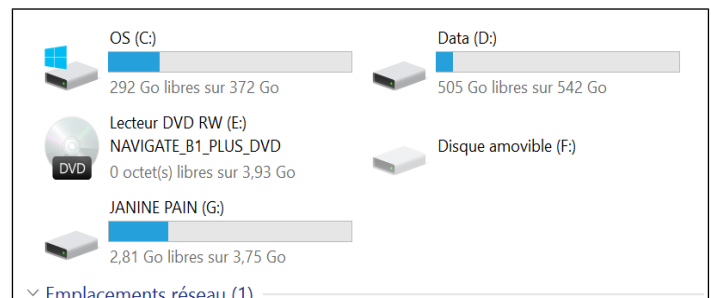 OS (C:)
292 Go libres sur 372 Go
Data (D:)
505 Go libres sur 542 Go
Lecteur DVD RW (E:)
NAVIGATE_B1_PLUS_DVD
0 octet(s) libres sur 3,93 Go
DVD
Disque amovible (F:)
JANINE PAIN (G:)
2,81 Go libres sur 3,75 Go
Emplacements réseau (1)